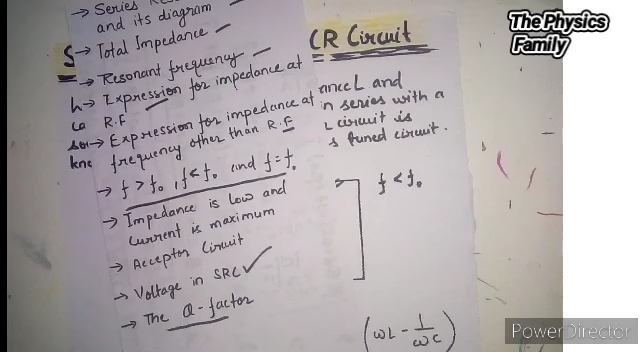 → Series
and its diagram
→ Total Impedance
→ Resonant frequency
→ Expression for impedance at
R.F
→ Expression for impedance at
frequency other than R.F
→ f > f₀ , f < f₀ and f = f₀
→ Impedance is low and
current is maximum
→ Acceptor Circuit
→ Voltage in SRC ✓
→ The Q-factor
S
CR Circuit
ance L and
in series with a
L circuit is
s tuned circuit.
kno
f < f₀
(ωL - 1/ωC)
The Physics
Family
PowerDirector